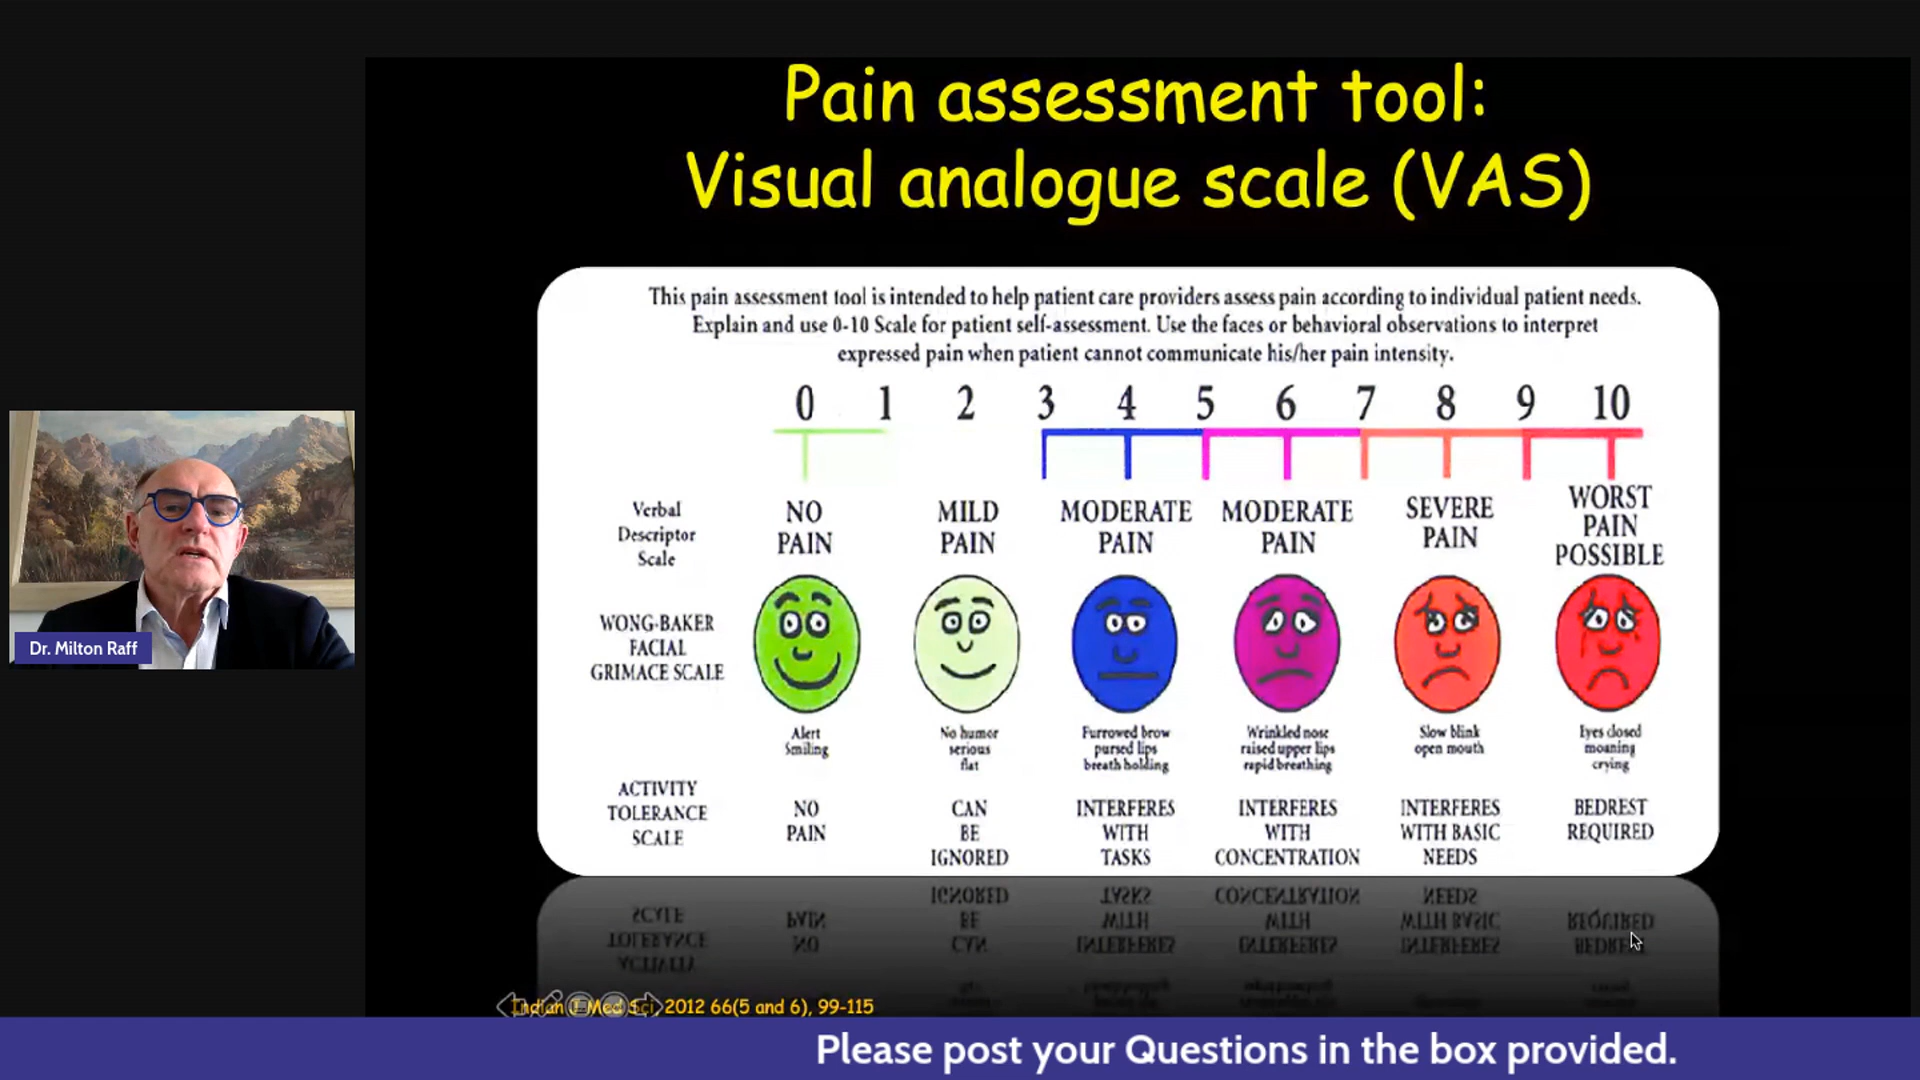 Pain assessment tool:
Visual analogue scale (VAS)
This pain assessment tool is intended to help patient care providers assess pain according to individual patient needs.
Explain and use 0-10 Scale for patient self-assessment. Use the faces or behavioral observations to interpret
expressed pain when patient cannot communicate his/her pain intensity.
0 1 2 3 4 5 6 7 8 9 10
Verbal
Descriptor
Scale
NO
PAIN
MILD
PAIN
MODERATE
PAIN
MODERATE
PAIN
SEVERE
PAIN
WORST
PAIN
POSSIBLE
WONG-BAKER
FACIAL
GRIMACE SCALE
Alert
Smiling
No humor
serious
flat
Furrowed brow
pursed lips
breath holding
Wrinkled nose
raised upper lips
rapid breathing
Slow blink
open mouth
Eyes closed
moaning
crying
ACTIVITY
TOLERANCE
SCALE
NO
PAIN
CAN
BE
IGNORED
INTERFERES
WITH
TASKS
INTERFERES
WITH
CONCENTRATION
INTERFERES
WITH BASIC
NEEDS
BEDREST
REQUIRED
Dr. Milton Raff
Indian J Med Sci, 2012 66(5 and 6), 99-115
Please post your Questions in the box provided.